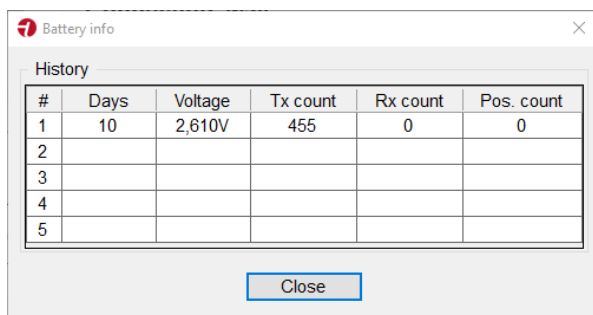 Battery info
History
# Days Voltage Tx count Rx count Pos. count
1 10 2,610V 455 0 0
2
3
4
5
Close